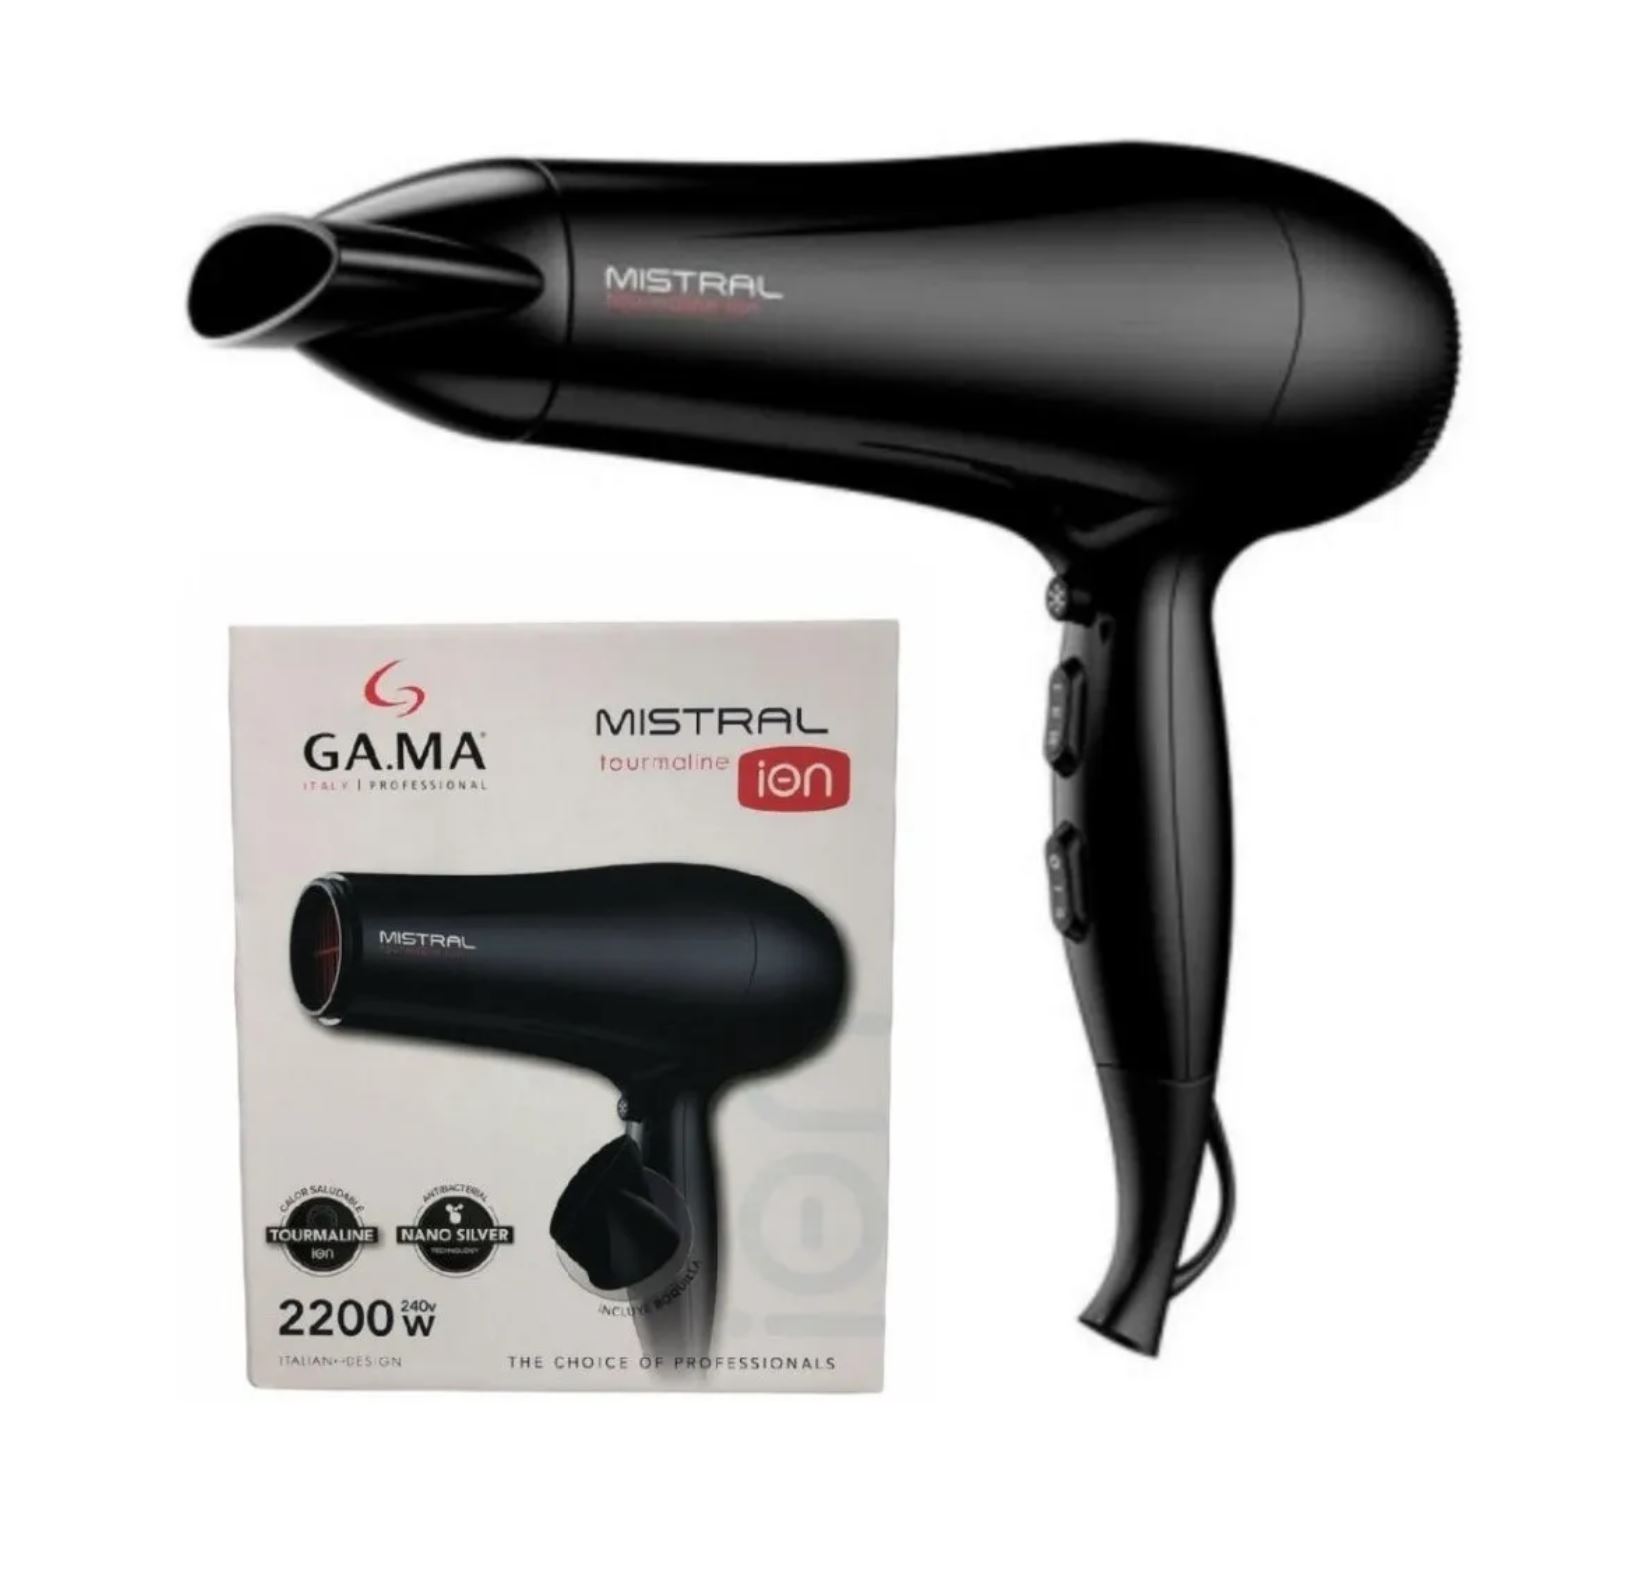 MISTRAL
GA.MA
ITALY | PROFESSIONAL
MISTRAL
tourmaline ion
MISTRAL
CALOR SALUDABLE
TOURMALINE
ion
ANTIBACTERIAL
NANO SILVER
TECHNOLOGY
INCLUYE BOQUILLA
2200 W
240v
ITALIAN DESIGN
THE CHOICE OF PROFESSIONALS
ion